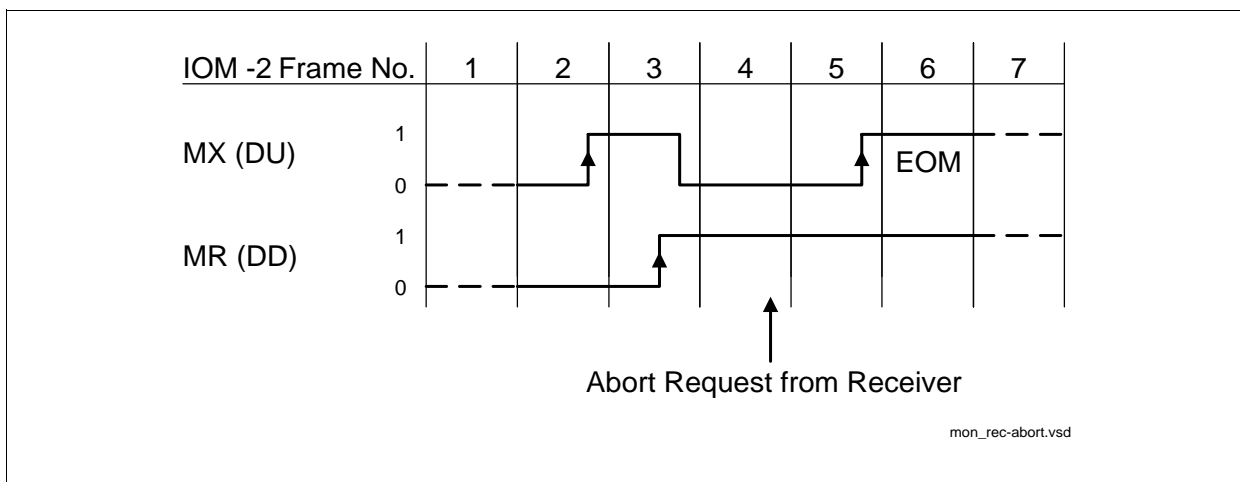 IOM -2 Frame No. 1 2 3 4 5 6 7
MX (DU) 1
0
EOM
MR (DD) 1
0
Abort Request from Receiver
mon_rec-abort.vsd